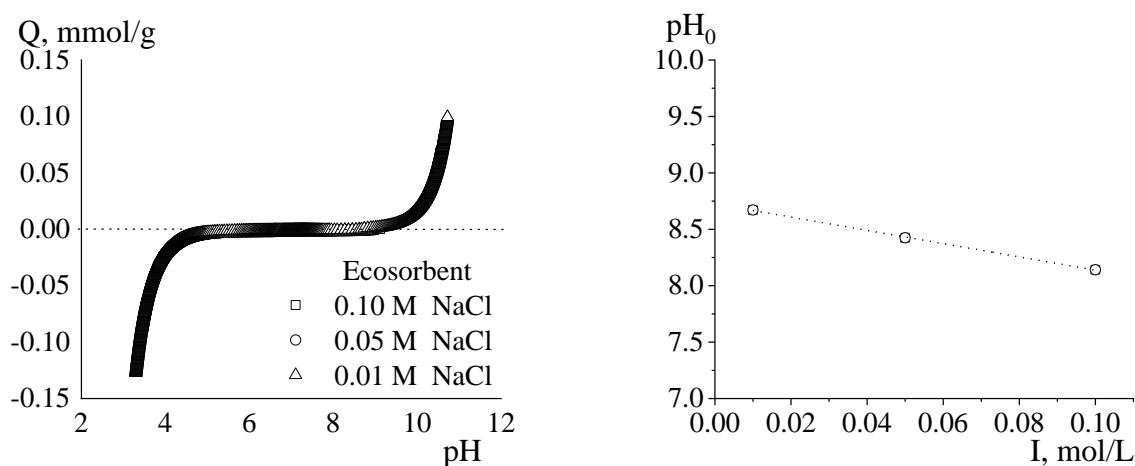 Q, mmol/g
0.15
0.10
0.05
0.00
-0.05
-0.10
-0.15
2 4 6 8 10 12
pH
Ecosorbent
0.10 M NaCl
0.05 M NaCl
0.01 M NaCl
pH₀
10.0
9.5
9.0
8.5
8.0
7.5
7.0
0.00 0.02 0.04 0.06 0.08 0.10
I, mol/L